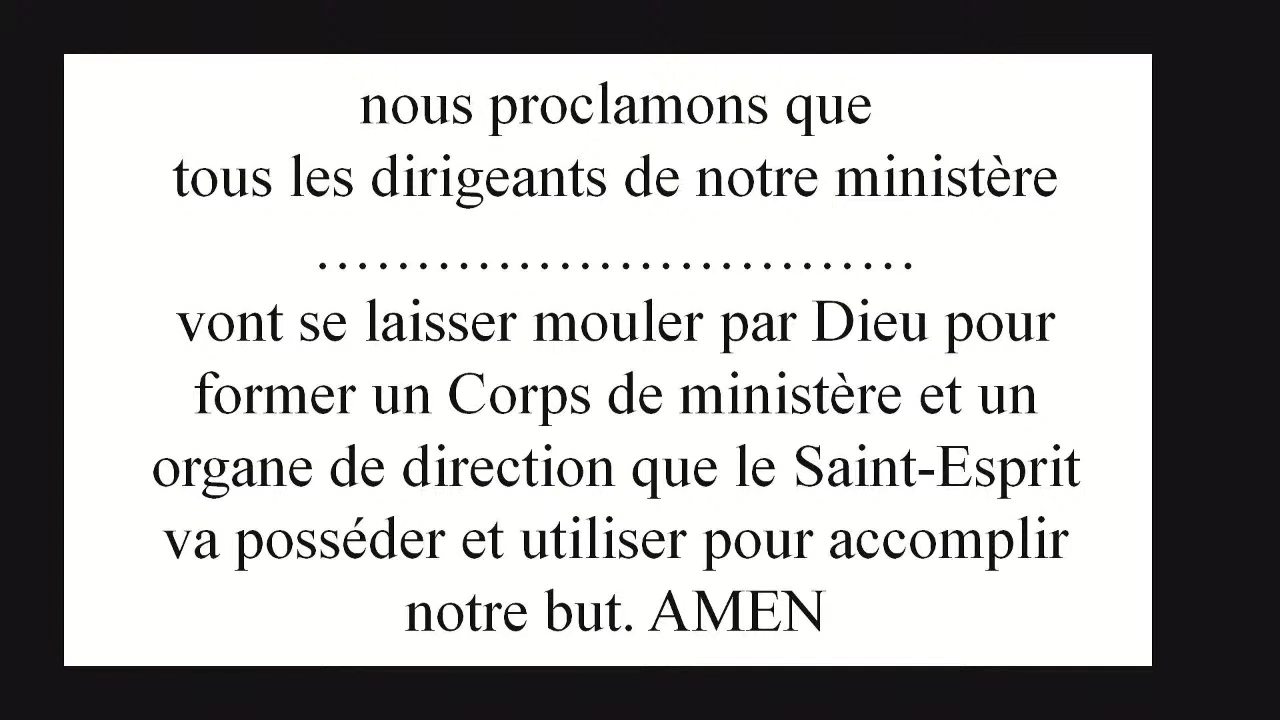 nous proclamons que
tous les dirigeants de notre ministère
..............................
vont se laisser mouler par Dieu pour
former un Corps de ministère et un
organe de direction que le Saint-Esprit
va posséder et utiliser pour accomplir
notre but. AMEN